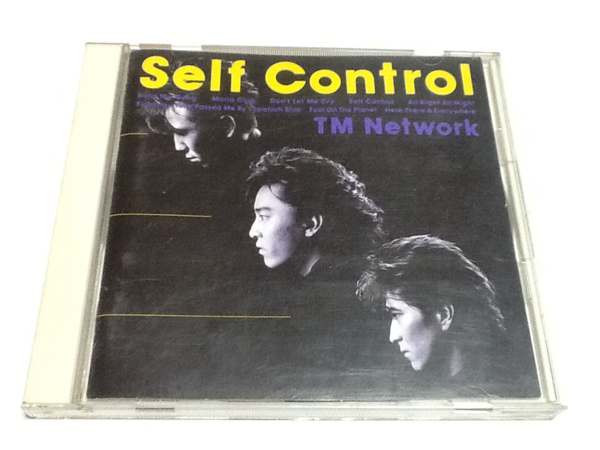 Self Control
Maria Club Don't Let Me Cry Self Control All-Right All-Night
Passed Me By Spanish Blue Fool On The Planet Here, There & Everywhere
TM Network